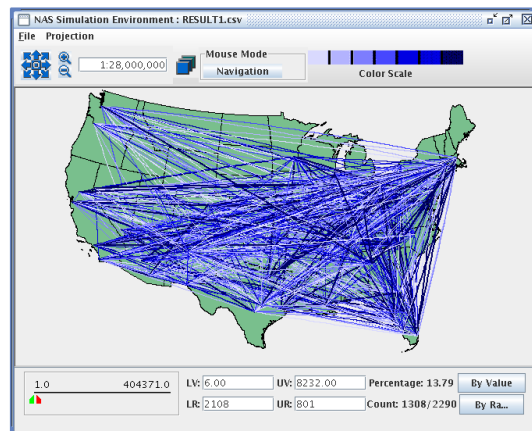 NAS Simulation Environment : RESULT1.csv
File Projection
1:28,000,000
Mouse Mode
Navigation
Color Scale
1.0 404371.0
LV: 6.00 UV: 8232.00 Percentage: 13.79 By Value
LR: 2108 UR: 801 Count: 1308/2290 By Ra...